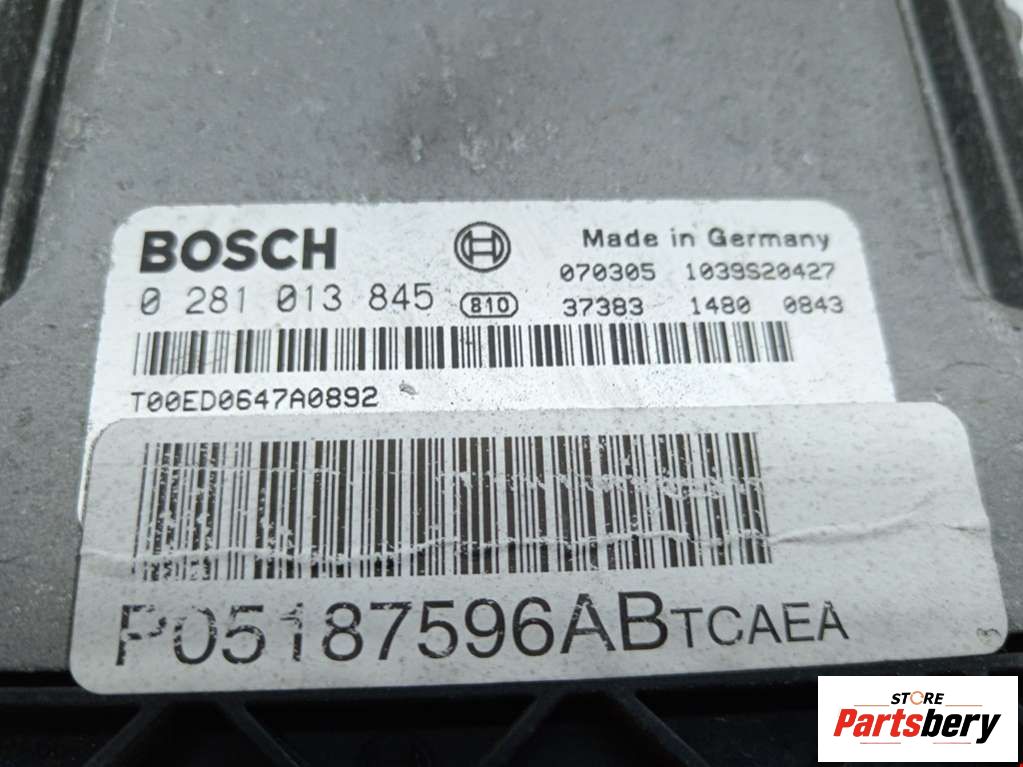 BOSCH Made in Germany
070305 1039S20427
0 281 013 845 810 37383 1480 0843
T00ED0647A0892
P05187596ABTCAEA
STORE
Partsbery